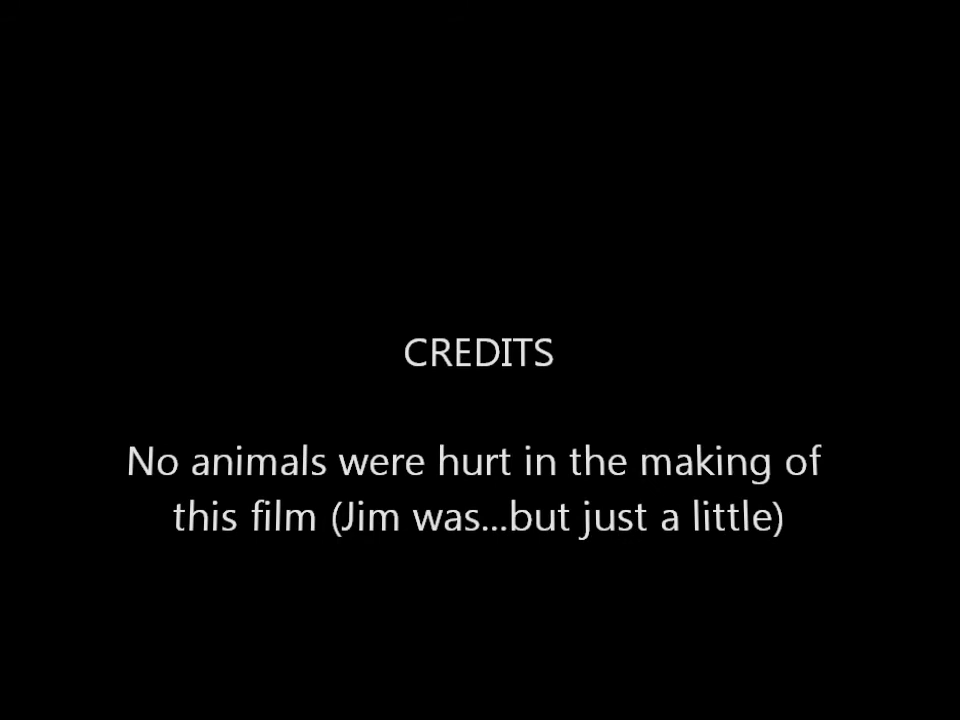 CREDITS
No animals were hurt in the making of
this film (Jim was...but just a little)